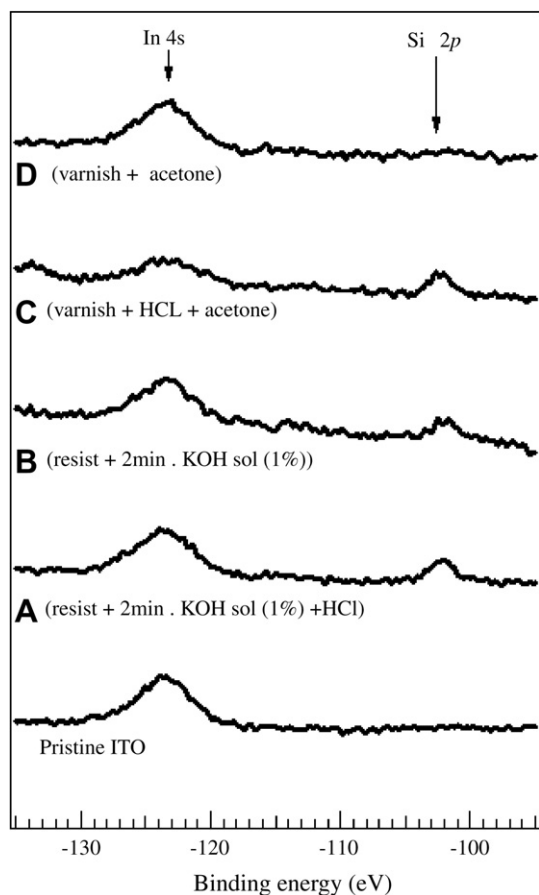 In 4s
Si 2p
D (varnish + acetone)
C (varnish + HCL + acetone)
B (resist + 2min . KOH sol (1%))
A (resist + 2min . KOH sol (1%) +HCl)
Pristine ITO
-130 -120 -110 -100
Binding energy (eV)